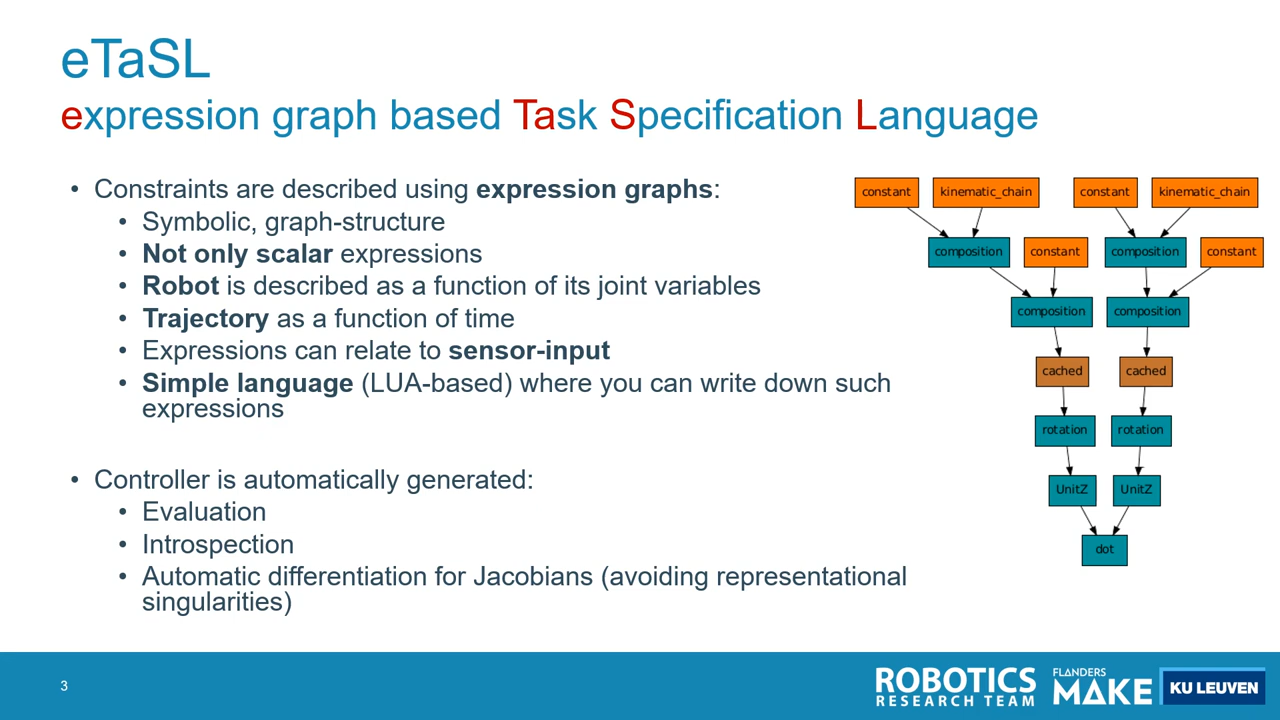 eTaSL
expression graph based Task Specification Language
• Constraints are described using expression graphs:
• Symbolic, graph-structure
• Not only scalar expressions
• Robot is described as a function of its joint variables
• Trajectory as a function of time
• Expressions can relate to sensor-input
• Simple language (LUA-based) where you can write down such
expressions
• Controller is automatically generated:
• Evaluation
• Introspection
• Automatic differentiation for Jacobians (avoiding representational
singularities)
constant kinematic_chain constant kinematic_chain
composition constant composition constant
composition composition
cached cached
rotation rotation
UnitZ UnitZ
dot
3
ROBOTICS
RESEARCH TEAM
FLANDERS
MAKE
KU LEUVEN